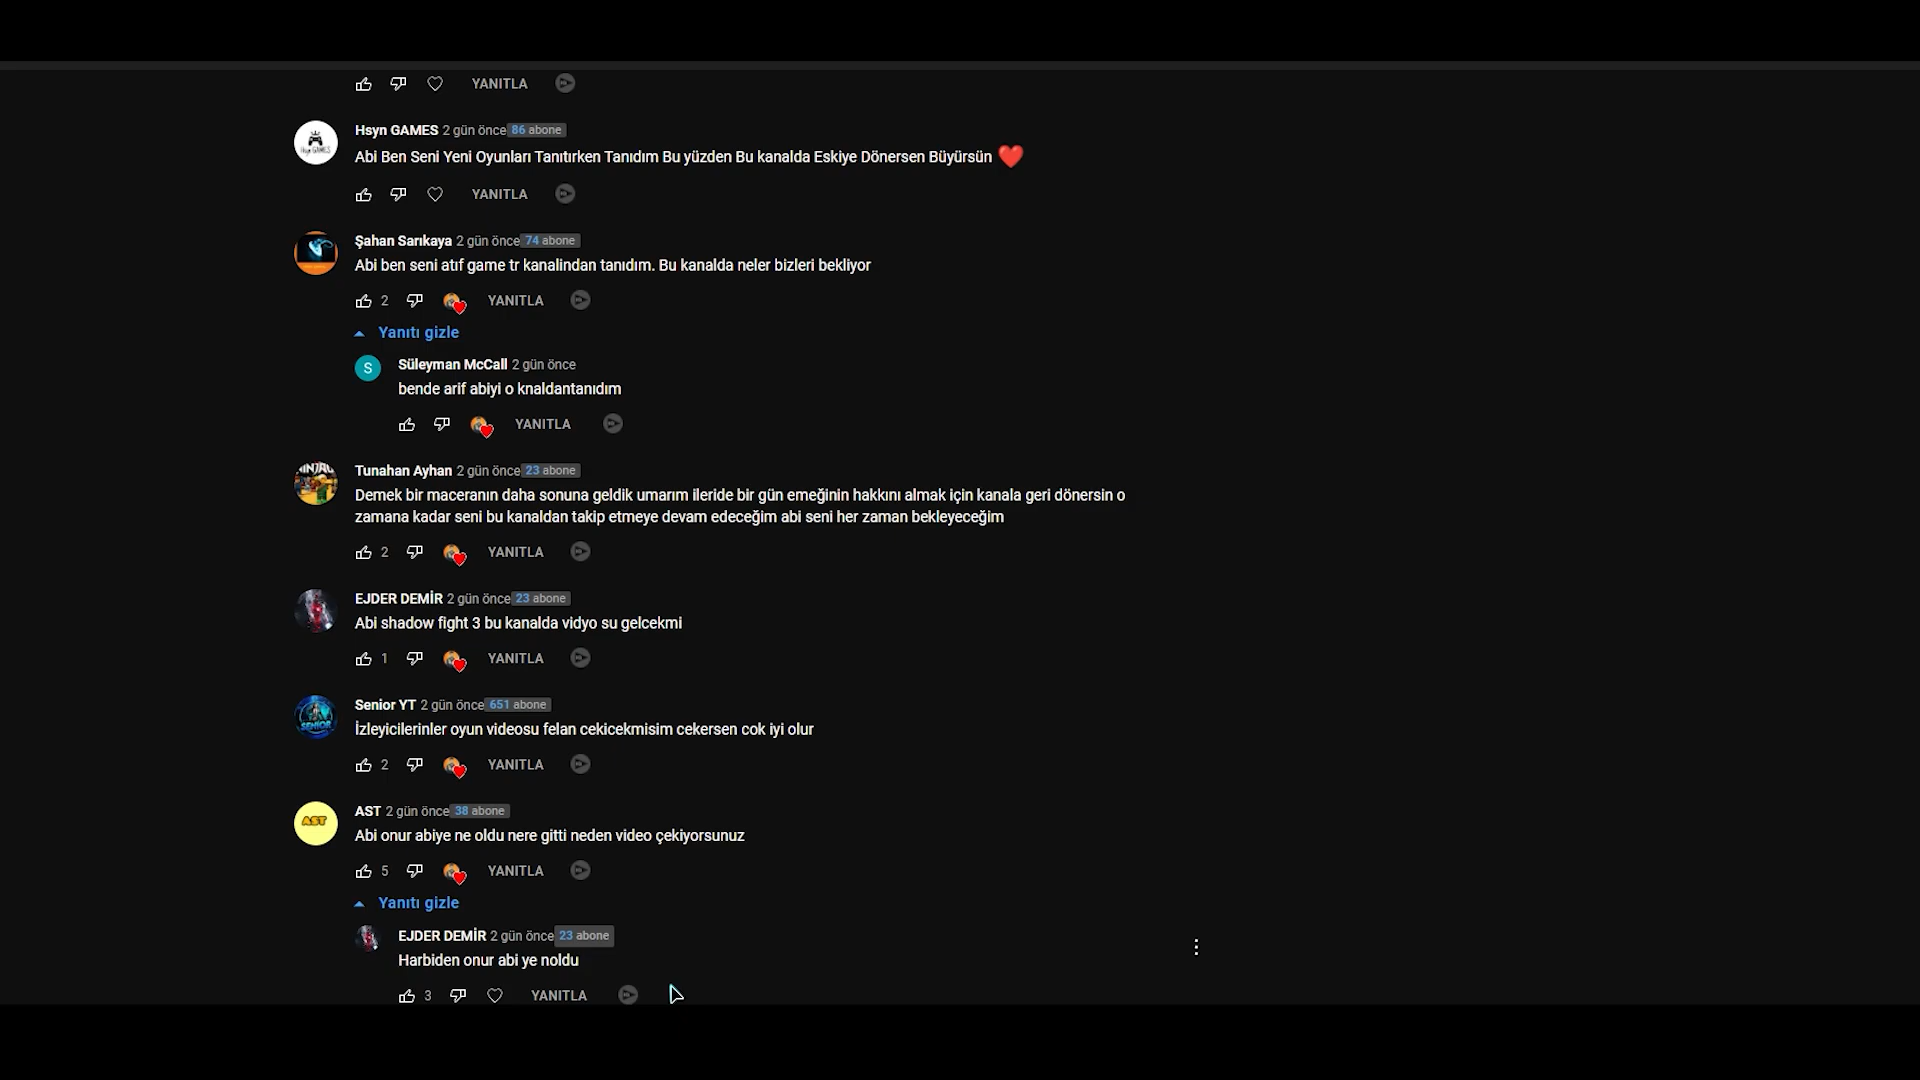 YANITLA
Hsyn GAMES 2 gün önce 86 abone
Abi Ben Seni Yeni Oyunları Tanıtırken Tanıdım Bu yüzden Bu kanalda Eskiye Dönersen Büyürsün ❤️
YANITLA
Şahan Sarıkaya 2 gün önce 74 abone
Abi ben seni atıf game tr kanalindan tanıdım. Bu kanalda neler bizleri bekliyor
2 YANITLA
Yanıtı gizle
S Süleyman McCall 2 gün önce
bende arif abiyi o knaldantanıdım
YANITLA
Tunahan Ayhan 2 gün önce 23 abone
Demek bir maceranın daha sonuna geldik umarım ileride bir gün emeğinin hakkını almak için kanala geri dönersin o
zamana kadar seni bu kanaldan takip etmeye devam edeceğim abi seni her zaman bekleyeceğim
2 YANITLA
EJDER DEMİR 2 gün önce 23 abone
Abi shadow fight 3 bu kanalda vidyo su gelcekmi
1 YANITLA
SENIOR
Senior YT 2 gün önce 651 abone
İzleyicilerinler oyun videosu felan cekicekmisim cekersen cok iyi olur
2 YANITLA
AST
AST 2 gün önce 38 abone
Abi onur abiye ne oldu nere gitti neden video çekiyorsunuz
5 YANITLA
Yanıtı gizle
EJDER DEMİR 2 gün önce 23 abone
Harbiden onur abi ye noldu
3 YANITLA